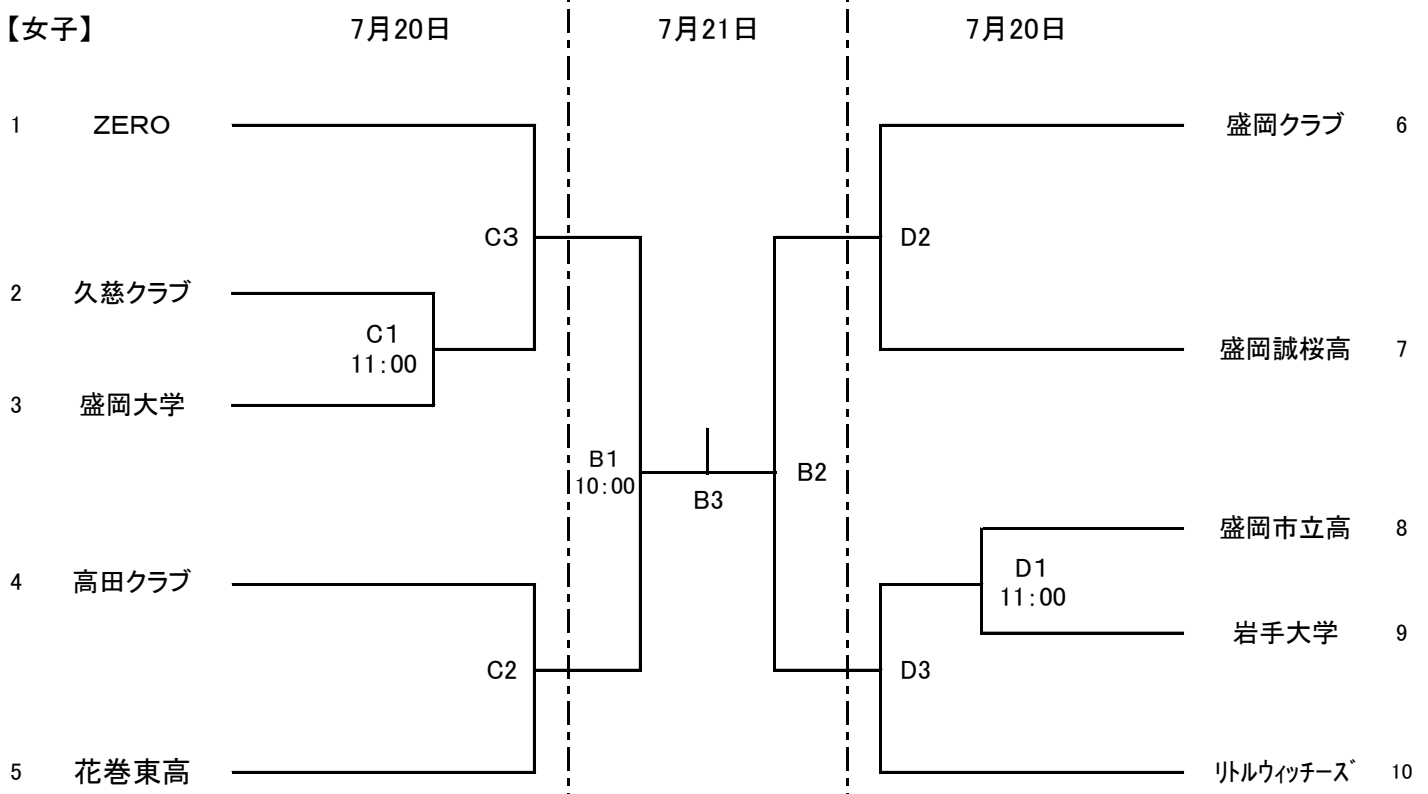 【女子】 7月20日 7月21日 7月20日
1 ZERO 盛岡クラブ 6
C3 D2
2 久慈クラブ
C1
11:00
盛岡誠桜高 7
3 盛岡大学
B1
10:00
B3
B2
盛岡市立高 8
4 高田クラブ
D1
11:00
岩手大学 9
C2 D3
5 花巻東高 リトルウィッチーズ 10